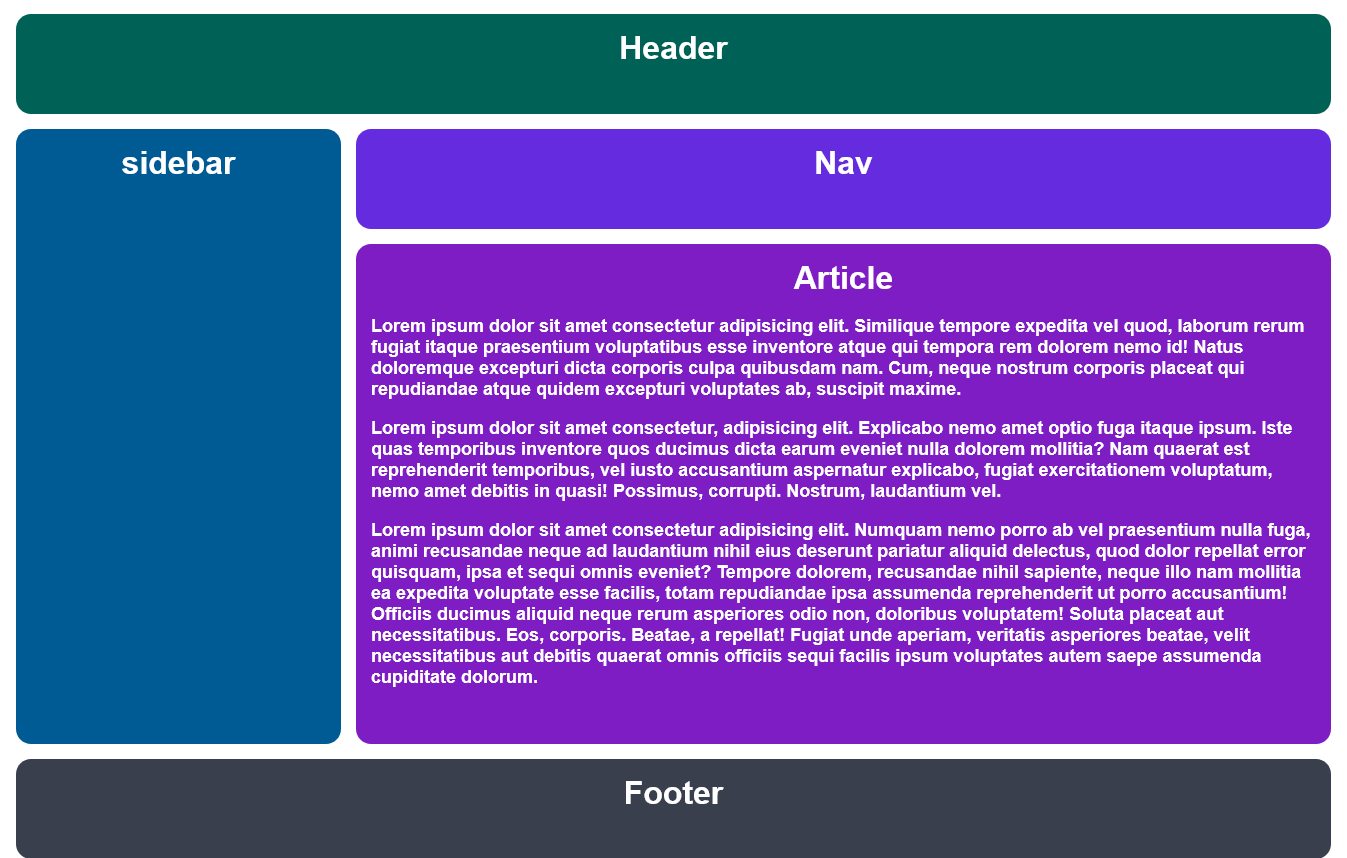 Header
sidebar
Nav
Article
Lorem ipsum dolor sit amet consectetur adipisicing elit. Similique tempore expedita vel quod, laborum rerum
fugiat itaque praesentium voluptatibus esse inventore atque qui tempora rem dolorem nemo id! Natus
doloremque excepturi dicta corporis culpa quibusdam nam. Cum, neque nostrum corporis placeat qui
repudiandae atque quidem excepturi voluptates ab, suscipit maxime.
Lorem ipsum dolor sit amet consectetur, adipisicing elit. Explicabo nemo amet optio fuga itaque ipsum. Iste
quas temporibus inventore quos ducimus dicta earum eveniet nulla dolorem mollitia? Nam quaerat est
reprehenderit temporibus, vel iusto accusantium aspernatur explicabo, fugiat exercitationem voluptatum,
nemo amet debitis in quasi! Possimus, corrupti. Nostrum, laudantium vel.
Lorem ipsum dolor sit amet consectetur adipisicing elit. Numquam nemo porro ab vel praesentium nulla fuga,
animi recusandae neque ad laudantium nihil eius deserunt pariatur aliquid delectus, quod dolor repellat error
quisquam, ipsa et sequi omnis eveniet? Tempore dolorem, recusandae nihil sapiente, neque illo nam mollitia
ea expedita voluptate esse facilis, totam repudiandae ipsa assumenda reprehenderit ut porro accusantium!
Officiis ducimus aliquid neque rerum asperiores odio non, doloribus voluptatem! Soluta placeat aut
necessitatibus. Eos, corporis. Beatae, a repellat! Fugiat unde aperiam, veritatis asperiores beatae, velit
necessitatibus aut debitis quaerat omnis officiis sequi facilis ipsum voluptates autem saepe assumenda
cupiditate dolorum.
Footer